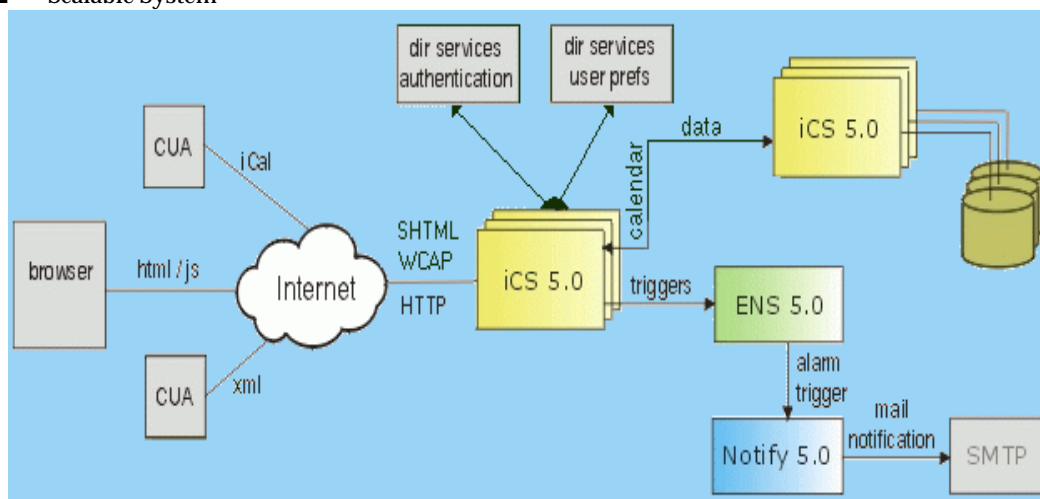 Scalable System
dir services
authentication
dir services
user prefs
CUA
iCal
browser
html / js
Internet
CUA
xml
SHTML
WCAP
HTTP
iCS 5.0
calendar
data
iCS 5.0
triggers
ENS 5.0
alarm
trigger
Notify 5.0
mail
notification
SMTP